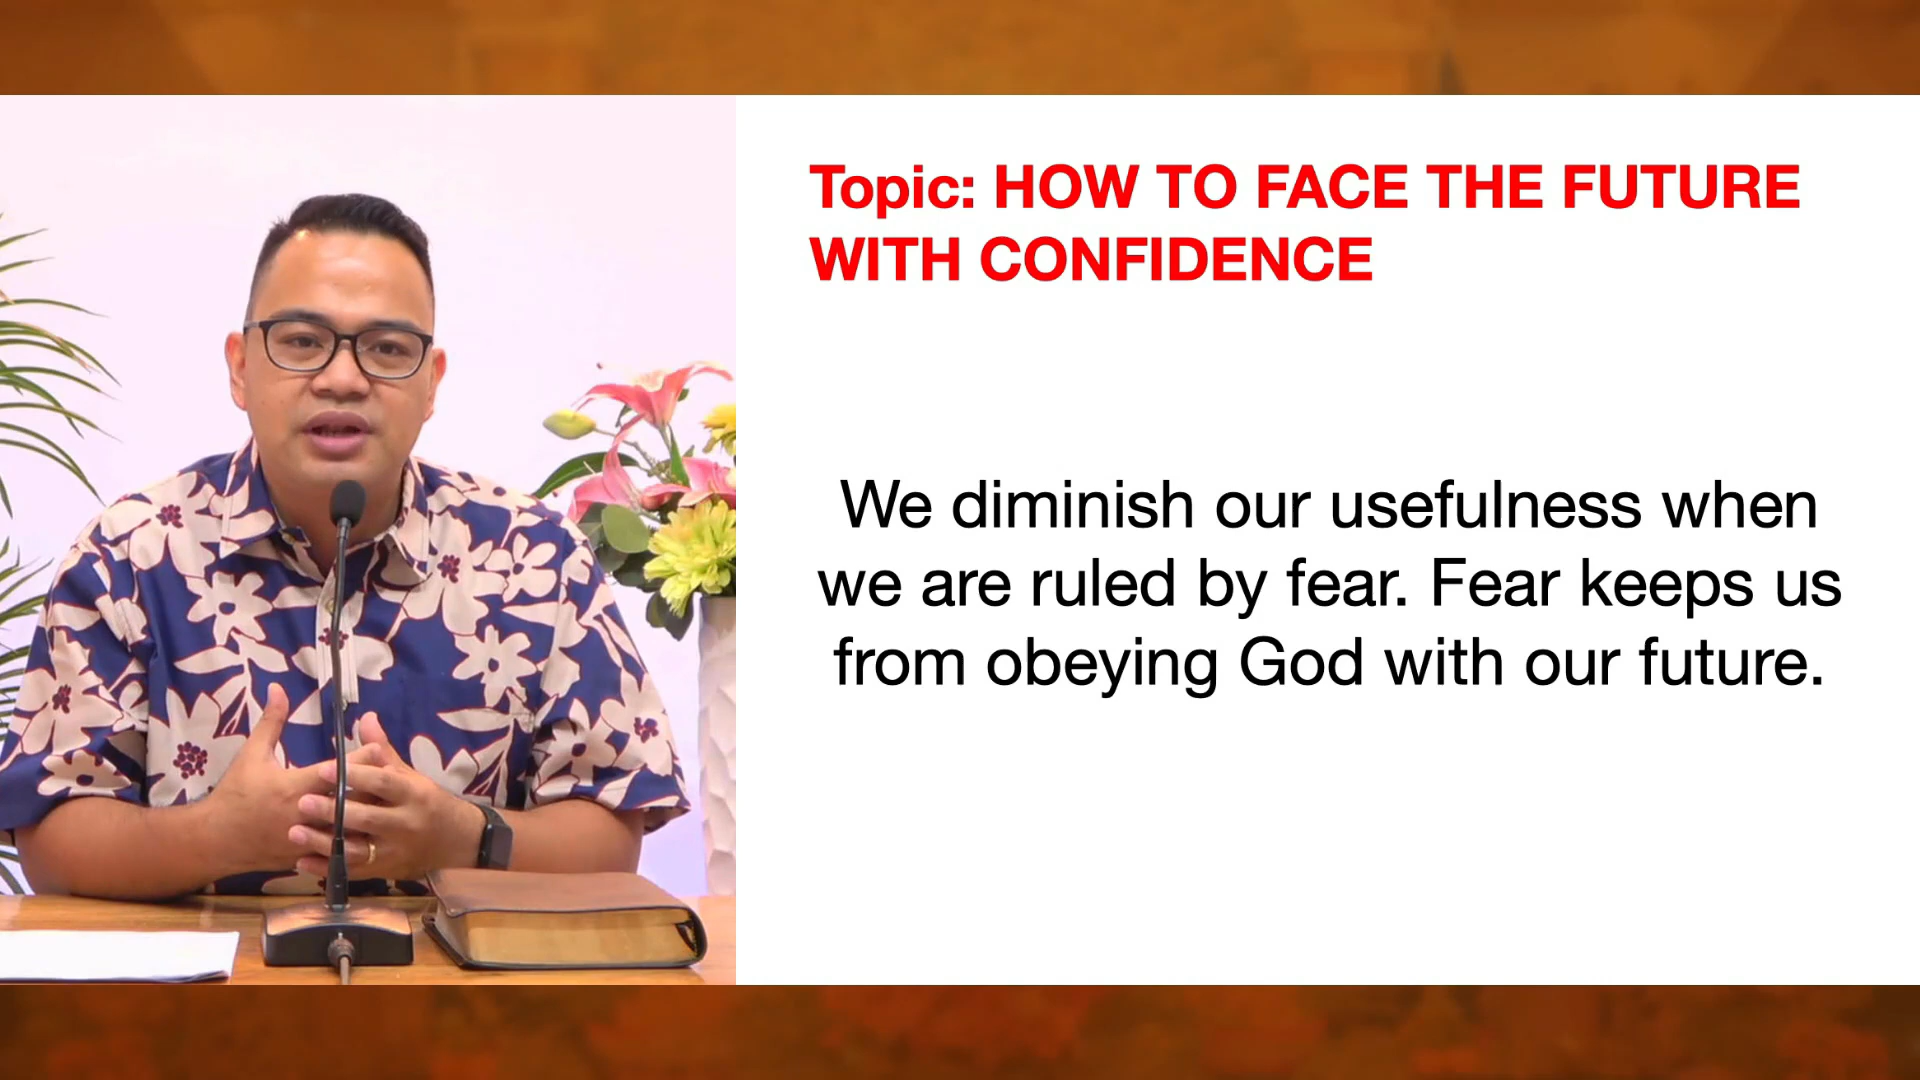 Topic: HOW TO FACE THE FUTURE
WITH CONFIDENCE
We diminish our usefulness when
we are ruled by fear. Fear keeps us
from obeying God with our future.